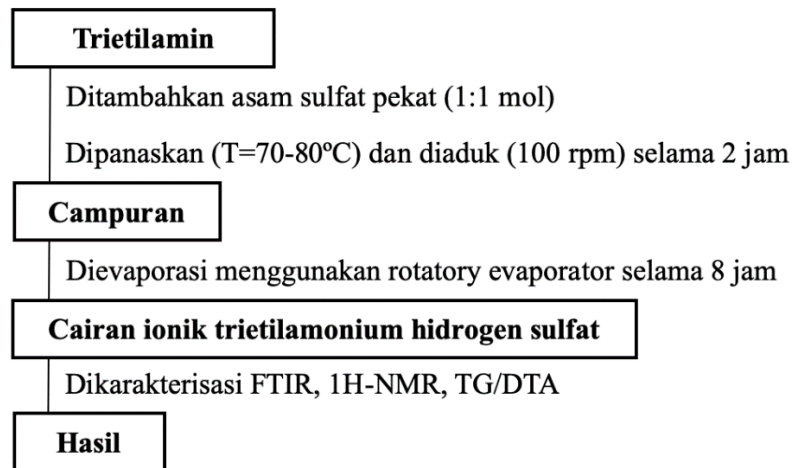 Trietilamin
Ditambahkan asam sulfat pekat (1:1 mol)
Dipanaskan (T=70-80ºC) dan diaduk (100 rpm) selama 2 jam
Campuran
Dievaporasi menggunakan rotatory evaporator selama 8 jam
Cairan ionik trietilamonium hidrogen sulfat
Dikarakterisasi FTIR, 1H-NMR, TG/DTA
Hasil